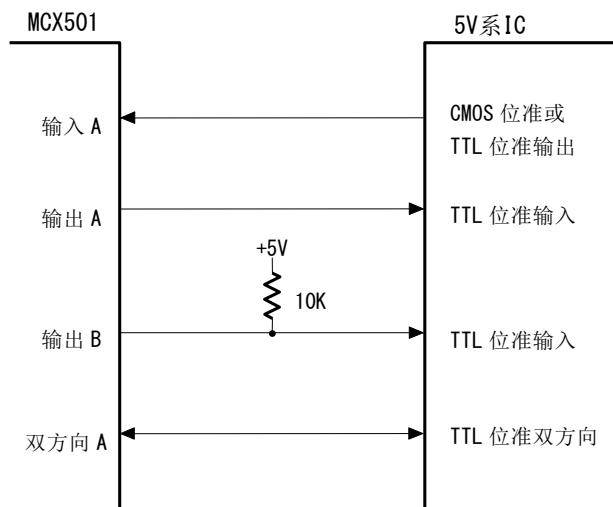 MCX501
5V系IC
输入 A
CMOS 位准或
TTL 位准输出
输出 A
TTL 位准输入
+5V
10K
输出 B
TTL 位准输入
双方向 A
TTL 位准双方向